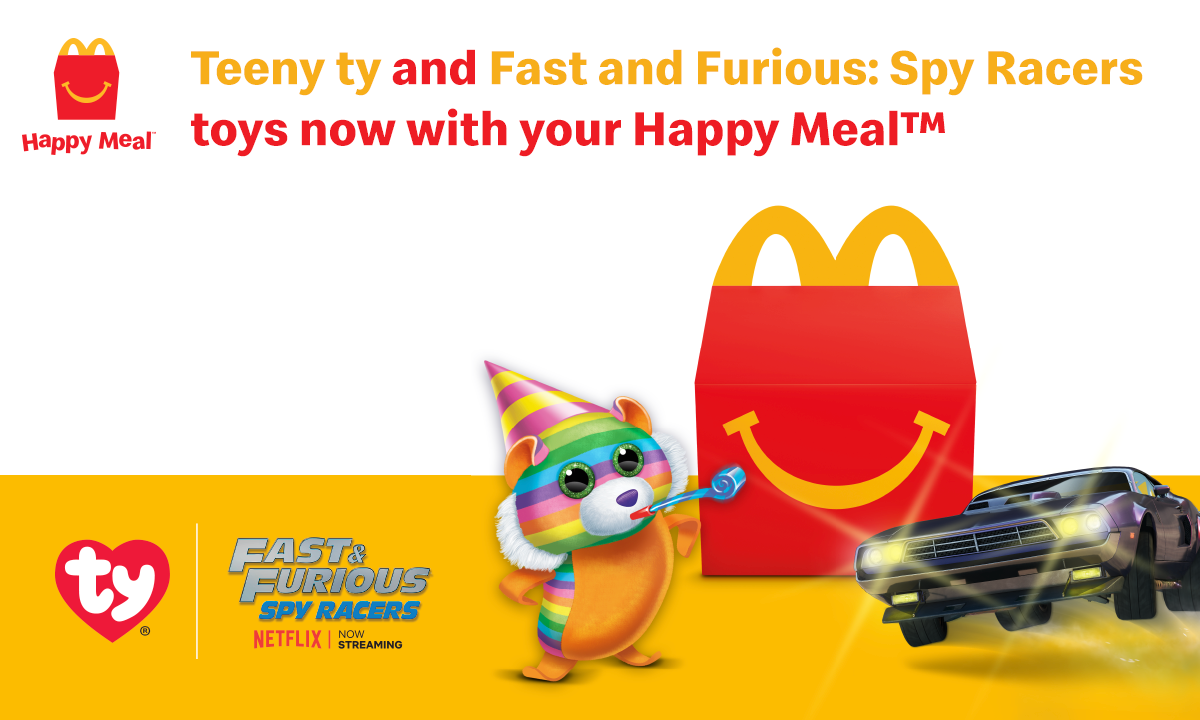 Teeny ty and Fast and Furious: Spy Racers
toys now with your Happy Meal™
Happy Meal™
ty®
FAST &
FURIOUS
SPY RACERS
NETFLIX | NOW
STREAMING